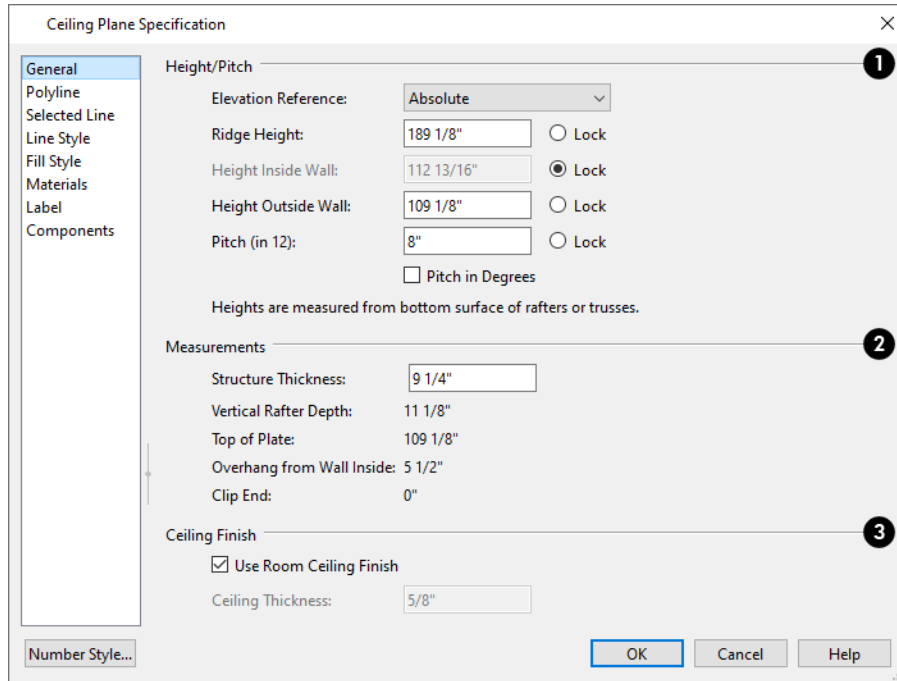 Ceiling Plane Specification
General
Polyline
Selected Line
Line Style
Fill Style
Materials
Label
Components
Height/Pitch 1
Elevation Reference: Absolute
Ridge Height: 189 1/8" Lock
Height Inside Wall: 112 13/16" Lock
Height Outside Wall: 109 1/8" Lock
Pitch (in 12): 8" Lock
Pitch in Degrees
Heights are measured from bottom surface of rafters or trusses.
Measurements 2
Structure Thickness: 9 1/4"
Vertical Rafter Depth: 11 1/8"
Top of Plate: 109 1/8"
Overhang from Wall Inside: 5 1/2"
Clip End: 0"
Ceiling Finish 3
Use Room Ceiling Finish
Ceiling Thickness: 5/8"
Number Style... OK Cancel Help